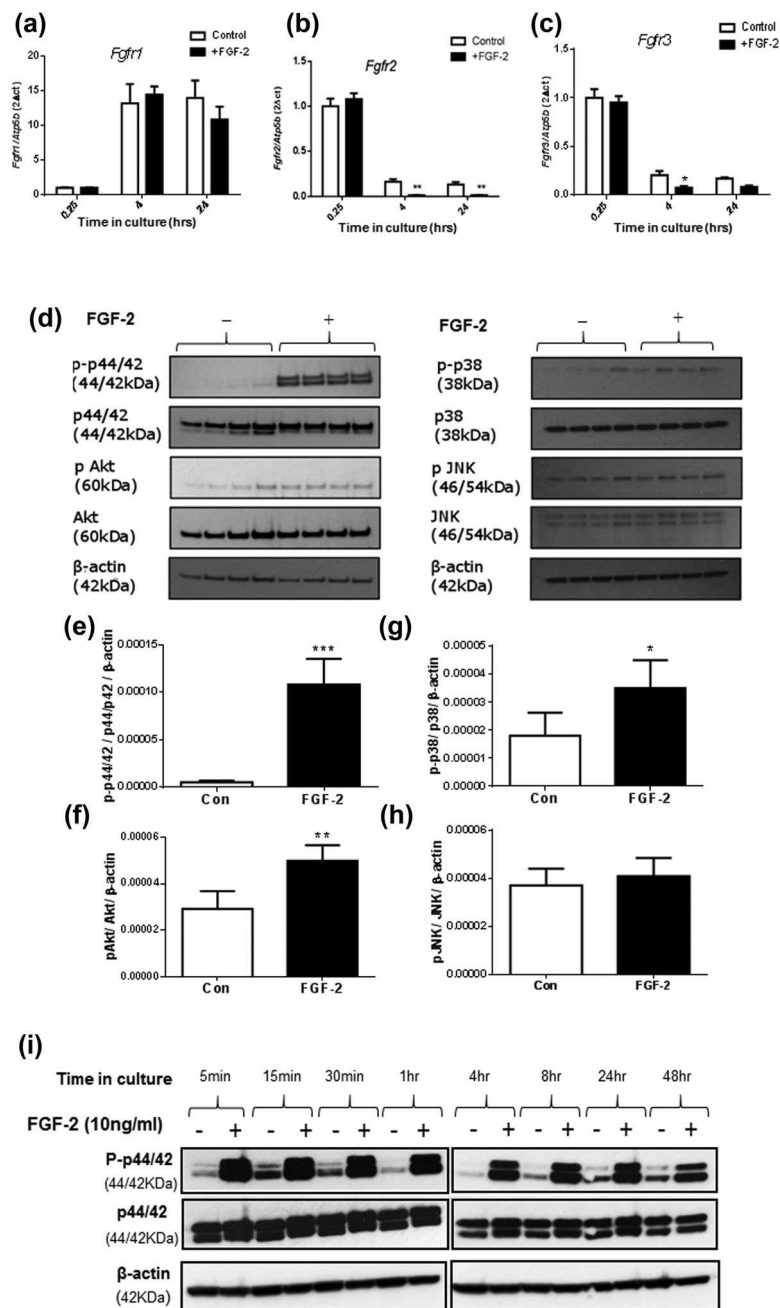 (a)
Fgfr1
Control
+FGF-2
Fgfr1/Atp5b (2Δct)
20
15
10
5
0
0.25
4
24
Time in culture (hrs)
(b)
Fgfr2
Control
+FGF-2
Fgfr2/Atp5b (2Δct)
1.5
1.0
0.5
0.0
**
**
0.25
4
24
Time in culture (hrs)
(c)
Fgfr3
Control
+FGF-2
Fgfr3/Atp5b (2Δct)
1.5
1.0
0.5
0.0
*
0.25
4
24
Time in culture (hrs)
(d)
FGF-2 – +
p-p44/42
(44/42kDa)
p44/42
(44/42kDa)
p Akt
(60kDa)
Akt
(60kDa)
β-actin
(42kDa)
FGF-2 – +
p-p38
(38kDa)
p38
(38kDa)
p JNK
(46/54kDa)
JNK
(46/54kDa)
β-actin
(42kDa)
(e)
p-p44/42 / p44/p42 / β-actin
0.00015
0.00010
0.00005
0.00000
***
Con FGF-2
(g)
p-p38/ p38/ β-actin
0.00005
0.00004
0.00003
0.00002
0.00001
0.00000
*
Con FGF-2
(f)
pAkt/ Akt/ β-actin
0.00006
0.00004
0.00002
0.00000
**
Con FGF-2
(h)
pJNK/ JNK/ β-actin
0.00006
0.00004
0.00002
0.00000
Con FGF-2
(i)
Time in culture 5min 15min 30min 1hr 4hr 8hr 24hr 48hr
FGF-2 (10ng/ml) - + - + - + - + - + - + - + - +
P-p44/42
(44/42KDa)
p44/42
(44/42KDa)
β-actin
(42KDa)